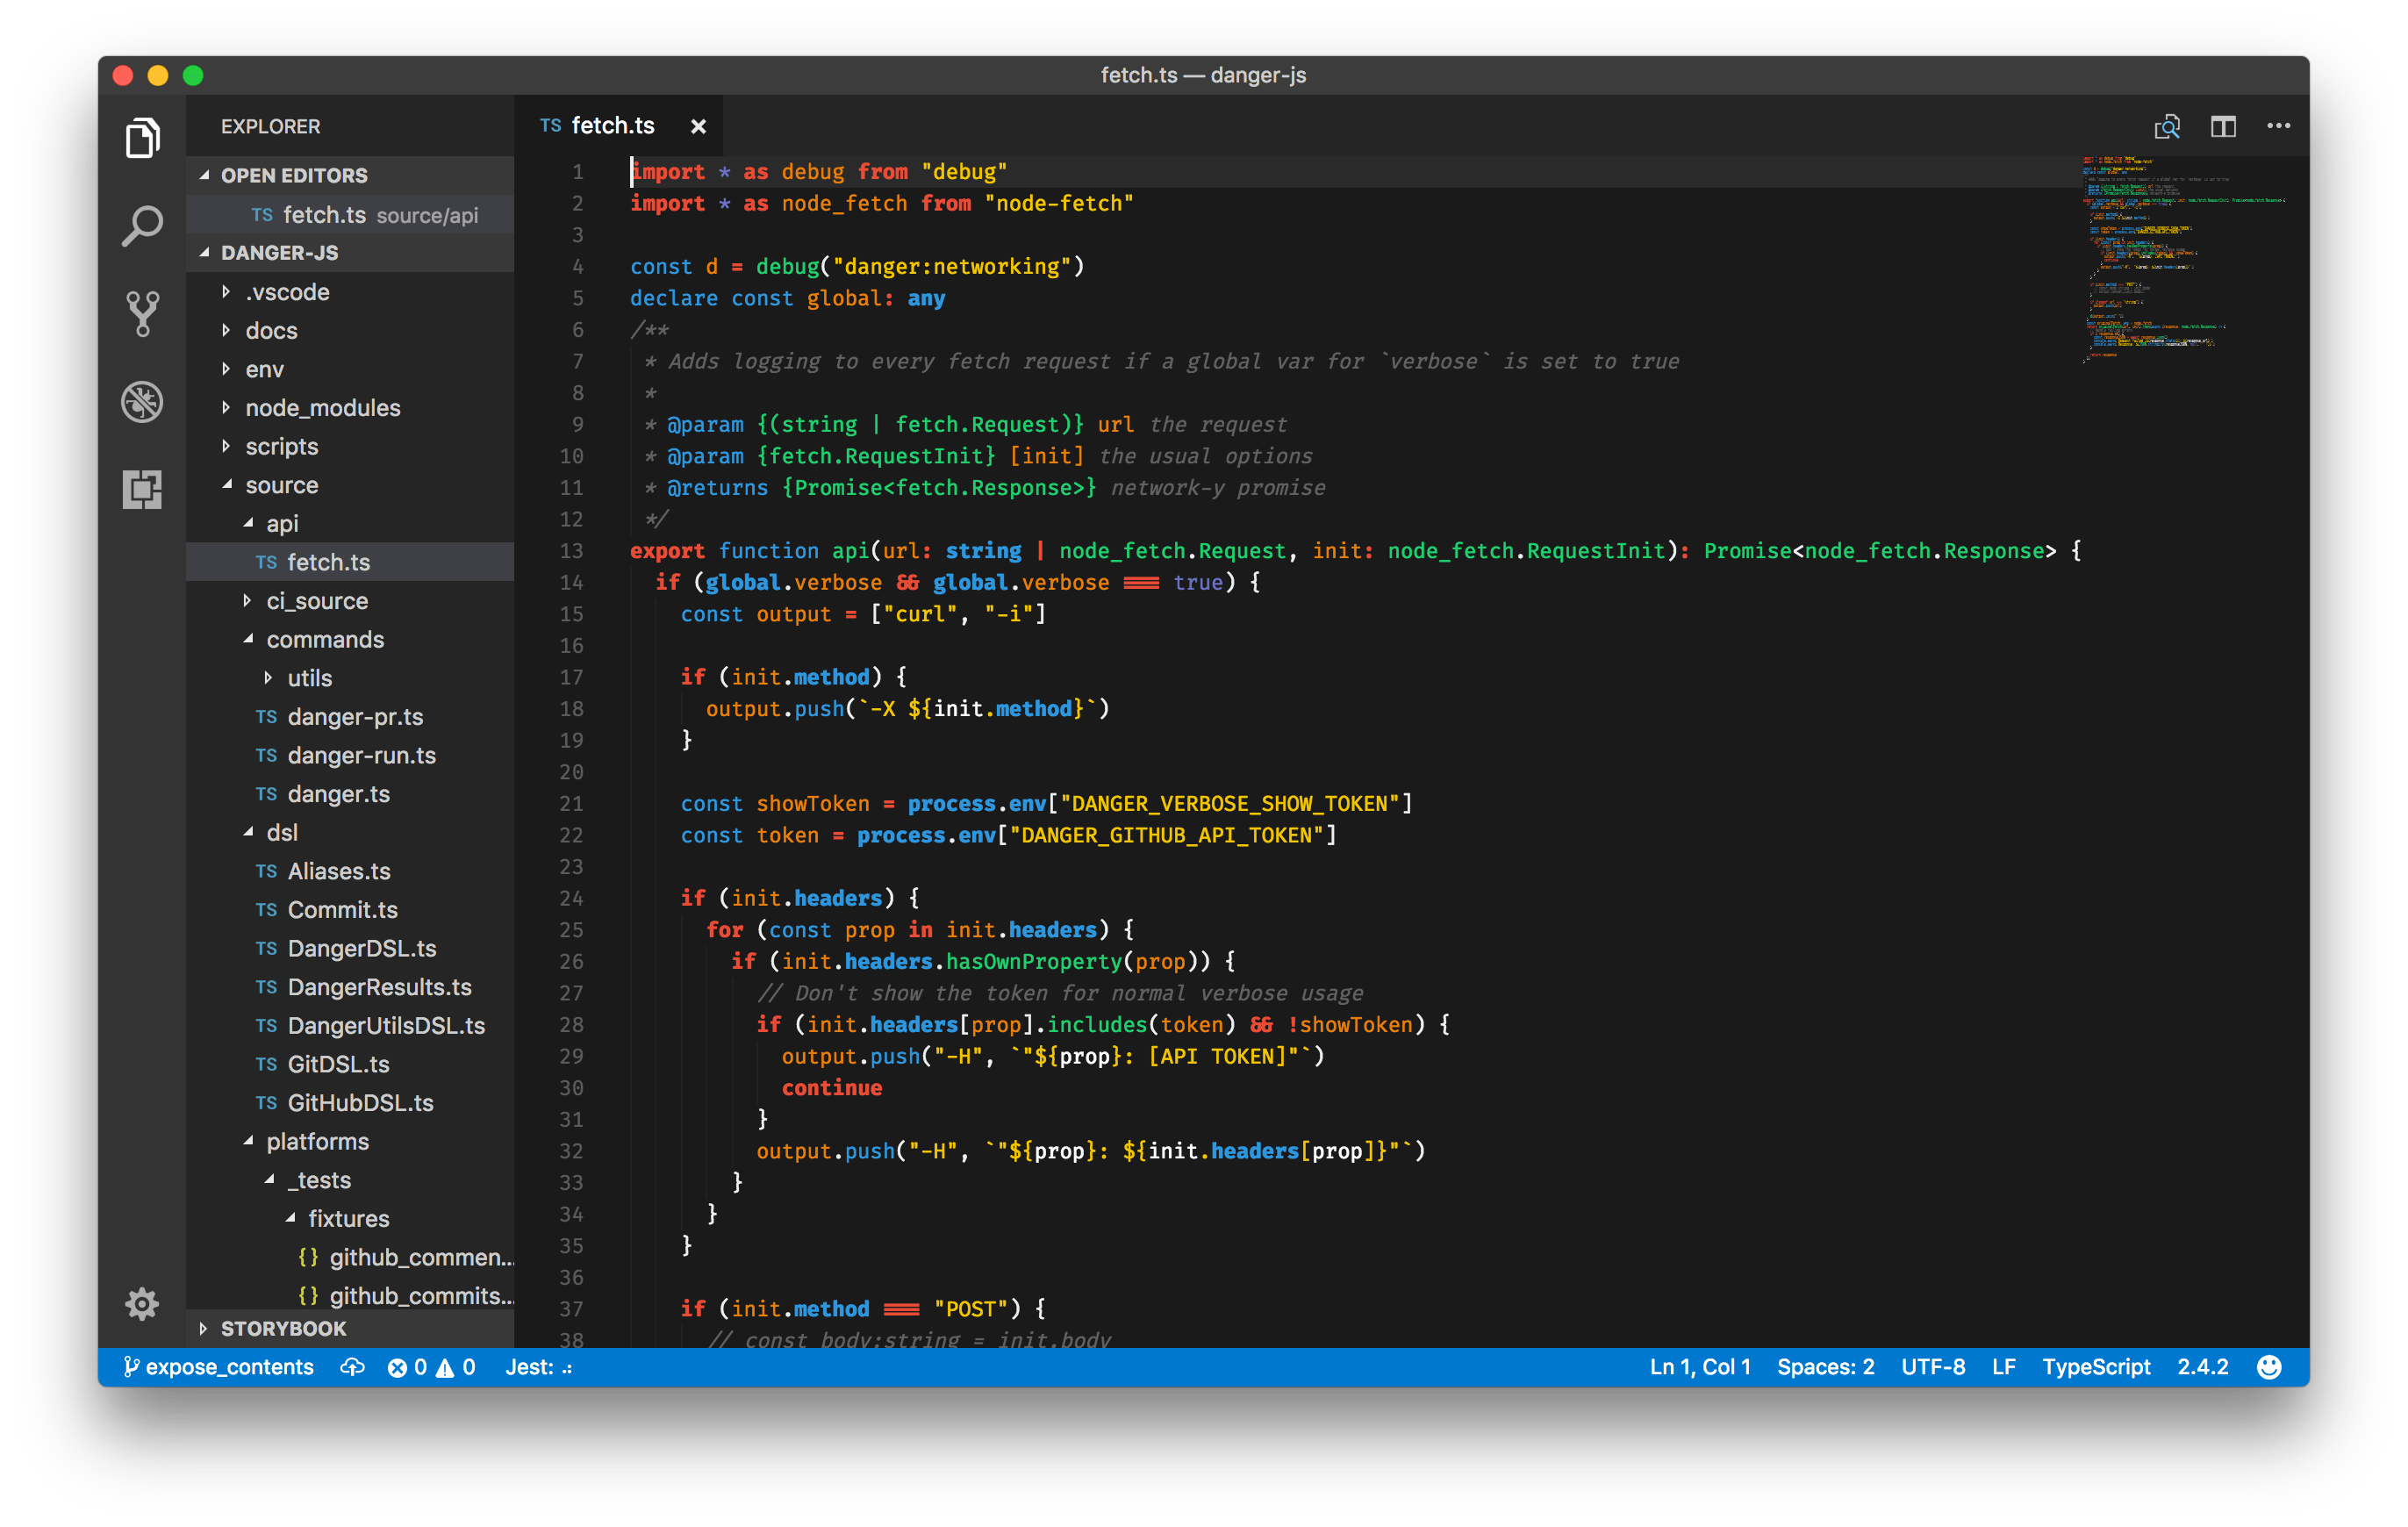 fetch.ts — danger-js
EXPLORER
OPEN EDITORS
TS fetch.ts source/api
DANGER-JS
.vscode
docs
env
node_modules
scripts
source
api
TS fetch.ts
ci_source
commands
utils
TS danger-pr.ts
TS danger-run.ts
TS danger.ts
dsl
TS Aliases.ts
TS Commit.ts
TS DangerDSL.ts
TS DangerResults.ts
TS DangerUtilsDSL.ts
TS GitDSL.ts
TS GitHubDSL.ts
platforms
_tests
fixtures
{} github_commen...
{} github_commits...
STORYBOOK
TS fetch.ts ×
1 import * as debug from "debug"
2 import * as node_fetch from "node-fetch"
3
4 const d = debug("danger:networking")
5 declare const global: any
6 /**
7  * Adds logging to every fetch request if a global var for `verbose` is set to true
8  *
9  * @param {(string | fetch.Request)} url the request
10  * @param {fetch.RequestInit} [init] the usual options
11  * @returns {Promise<fetch.Response>} network-y promise
12  */
13 export function api(url: string | node_fetch.Request, init: node_fetch.RequestInit): Promise<node_fetch.Response> {
14   if (global.verbose && global.verbose === true) {
15     const output = ["curl", "-i"]
16
17     if (init.method) {
18       output.push(`-X ${init.method}`)
19     }
20
21     const showToken = process.env["DANGER_VERBOSE_SHOW_TOKEN"]
22     const token = process.env["DANGER_GITHUB_API_TOKEN"]
23
24     if (init.headers) {
25       for (const prop in init.headers) {
26         if (init.headers.hasOwnProperty(prop)) {
27           // Don't show the token for normal verbose usage
28           if (init.headers[prop].includes(token) && !showToken) {
29             output.push("-H", `"${prop}: [API TOKEN]"`)
30             continue
31           }
32           output.push("-H", `"${prop}: ${init.headers[prop]}"`)
33         }
34       }
35     }
36
37     if (init.method === "POST") {
38       // const body:string = init.body
expose_contents 0 0 Jest: .:
Ln 1, Col 1 Spaces: 2 UTF-8 LF TypeScript 2.4.2